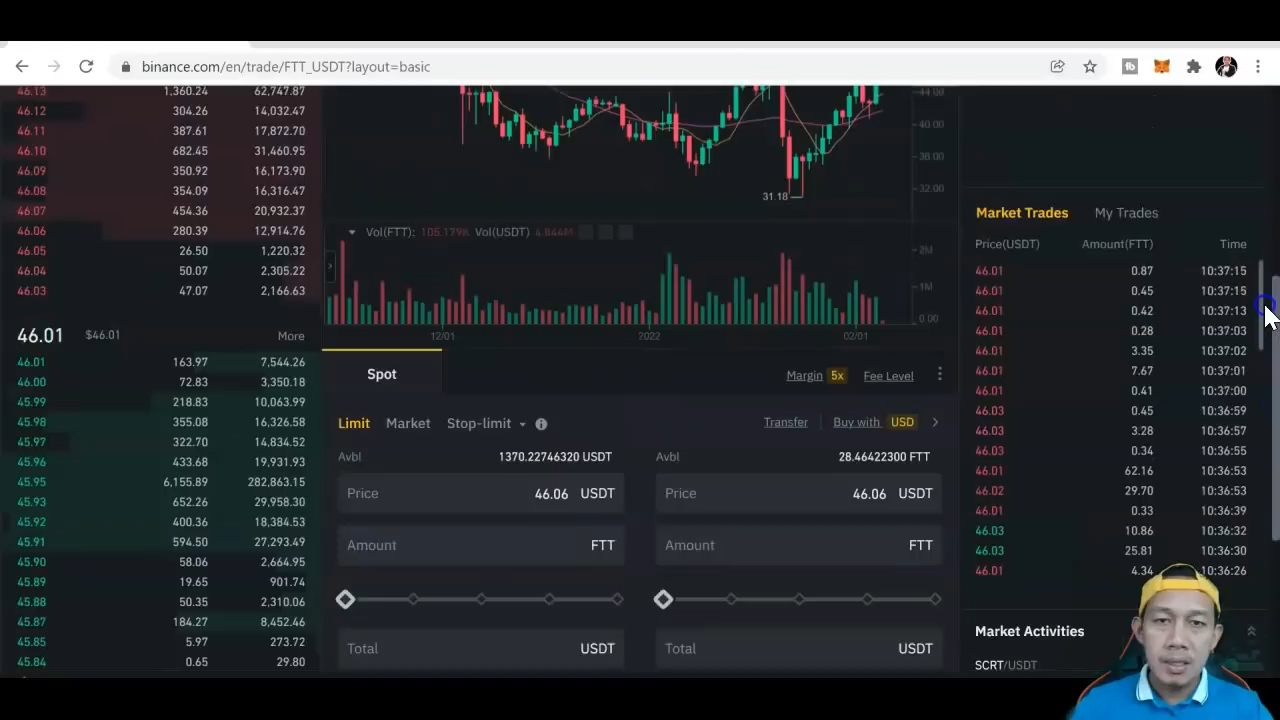 binance.com/en/trade/FTT_USDT?layout=basic
46.13 1,360.24 62,747.87
46.12 304.26 14,032.47
46.11 387.61 17,872.70
46.10 682.45 31,460.95
46.09 350.92 16,173.90
46.08 354.09 16,316.47
46.07 454.36 20,932.37
46.06 280.39 12,914.76
46.05 26.50 1,220.32
46.04 50.07 2,305.22
46.03 47.07 2,166.63
46.01 $46.01 More
46.01 163.97 7,544.26
46.00 72.83 3,350.18
45.99 218.83 10,063.99
45.98 355.08 16,326.58
45.97 322.70 14,834.52
45.96 433.68 19,931.93
45.95 6,155.89 282,863.15
45.93 652.26 29,958.30
45.92 400.36 18,384.53
45.91 594.50 27,293.49
45.90 58.06 2,664.95
45.89 19.65 901.74
45.88 50.35 2,310.06
45.87 184.27 8,452.46
45.85 5.97 273.72
45.84 0.65 29.80
44.00
40.00
36.00
32.00
31.18
Vol(FTT): 105.179K Vol(USDT) 4.844M
2M
1M
0.00
12/01 2022 02/01
Spot
Margin 5x Fee Level
Limit Market Stop-limit
Transfer Buy with USD
Avbl 1370.22746320 USDT
Price 46.06 USDT
Amount FTT
Total USDT
Avbl 28.46422300 FTT
Price 46.06 USDT
Amount FTT
Total USDT
Market Trades My Trades
Price(USDT) Amount(FTT) Time
46.01 0.87 10:37:15
46.01 0.45 10:37:15
46.01 0.42 10:37:13
46.01 0.28 10:37:03
46.01 3.35 10:37:02
46.01 7.67 10:37:01
46.01 0.41 10:37:00
46.03 0.45 10:36:59
46.03 3.28 10:36:57
46.03 0.34 10:36:55
46.01 62.16 10:36:53
46.02 29.70 10:36:53
46.01 0.33 10:36:39
46.03 10.86 10:36:32
46.03 25.81 10:36:30
46.01 4.34 10:36:26
Market Activities
SCRT/USDT